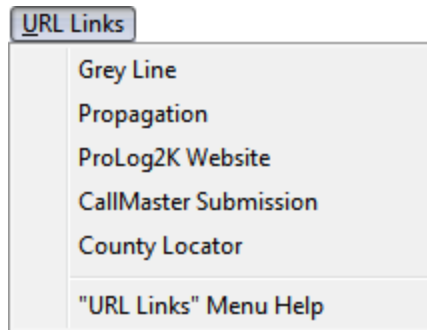 URL Links
Grey Line
Propagation
ProLog2K Website
CallMaster Submission
County Locator
"URL Links" Menu Help